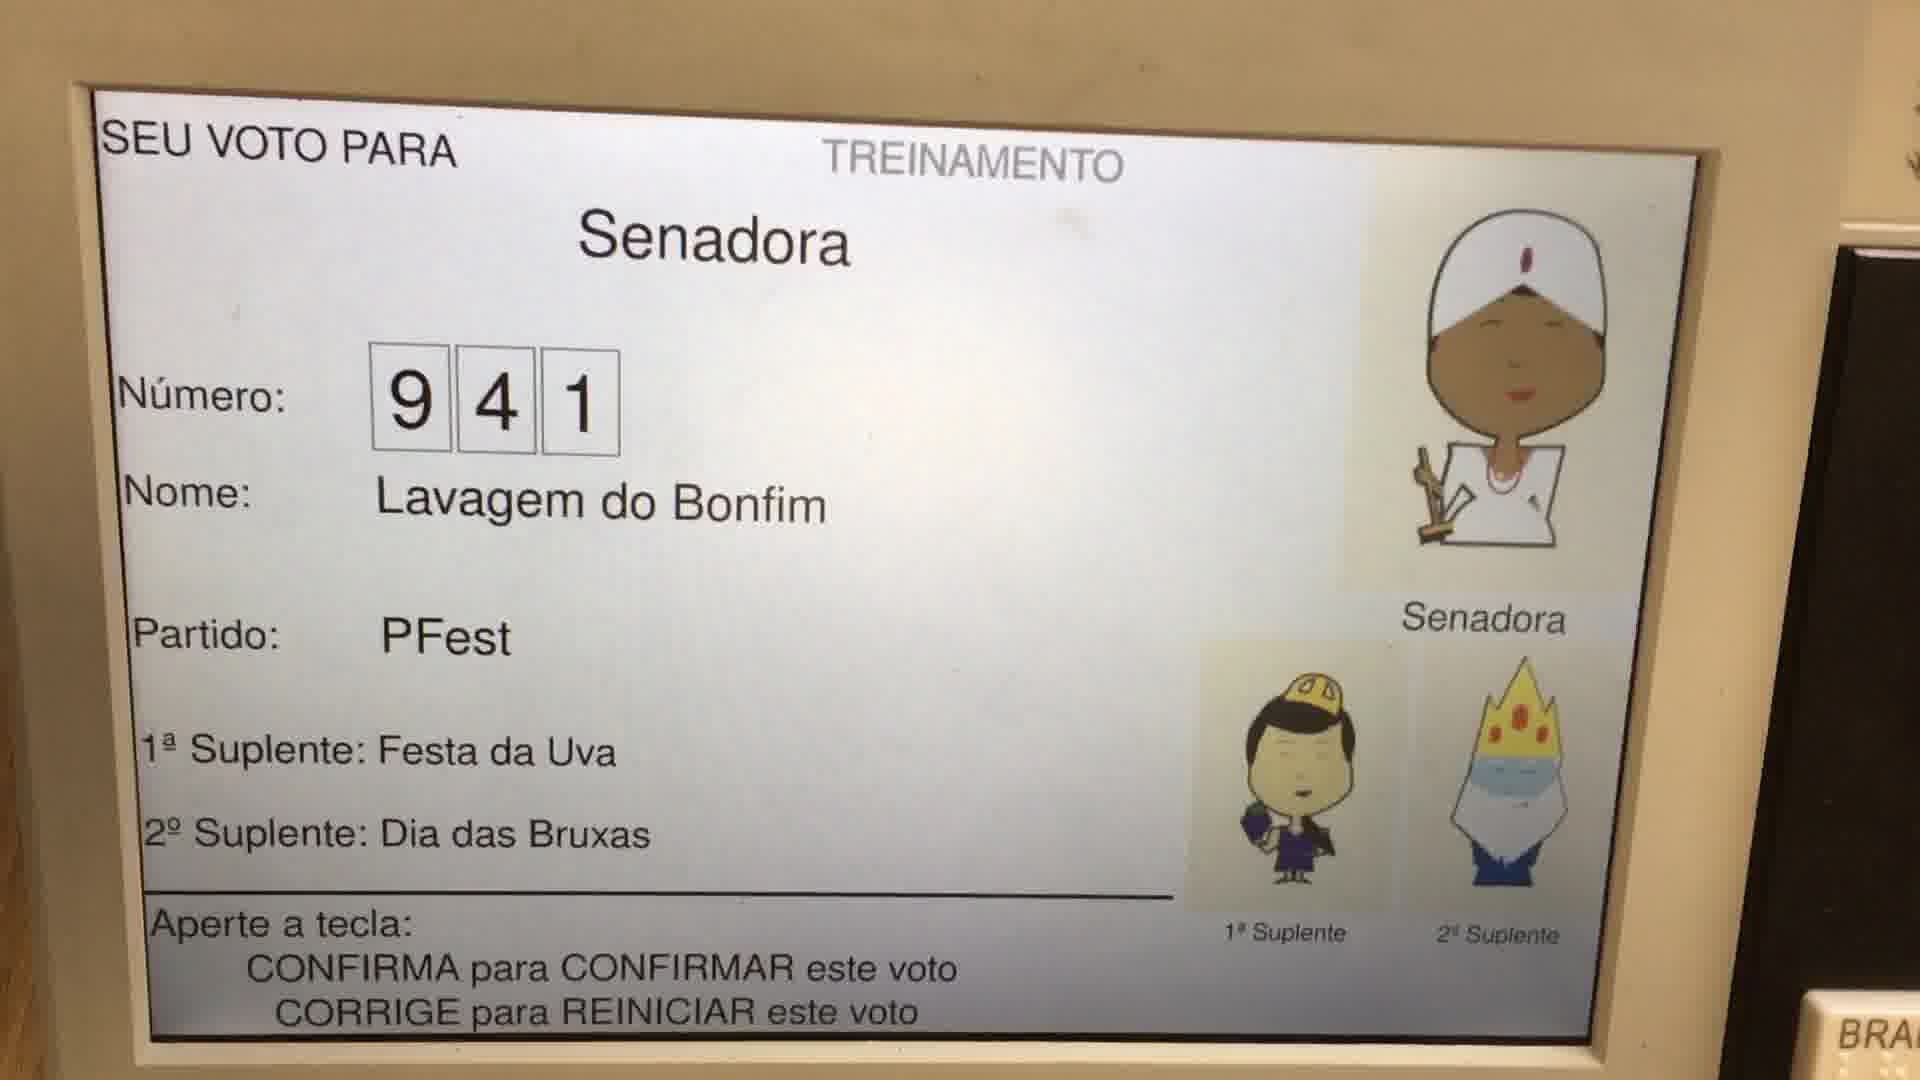 SEU VOTO PARA
TREINAMENTO
Senadora
Número: 9 4 1
Nome: Lavagem do Bonfim
Partido: PFest
1ª Suplente: Festa da Uva
2º Suplente: Dia das Bruxas
Senadora
1ª Suplente
2º Suplente
Aperte a tecla:
CONFIRMA para CONFIRMAR este voto
CORRIGE para REINICIAR este voto